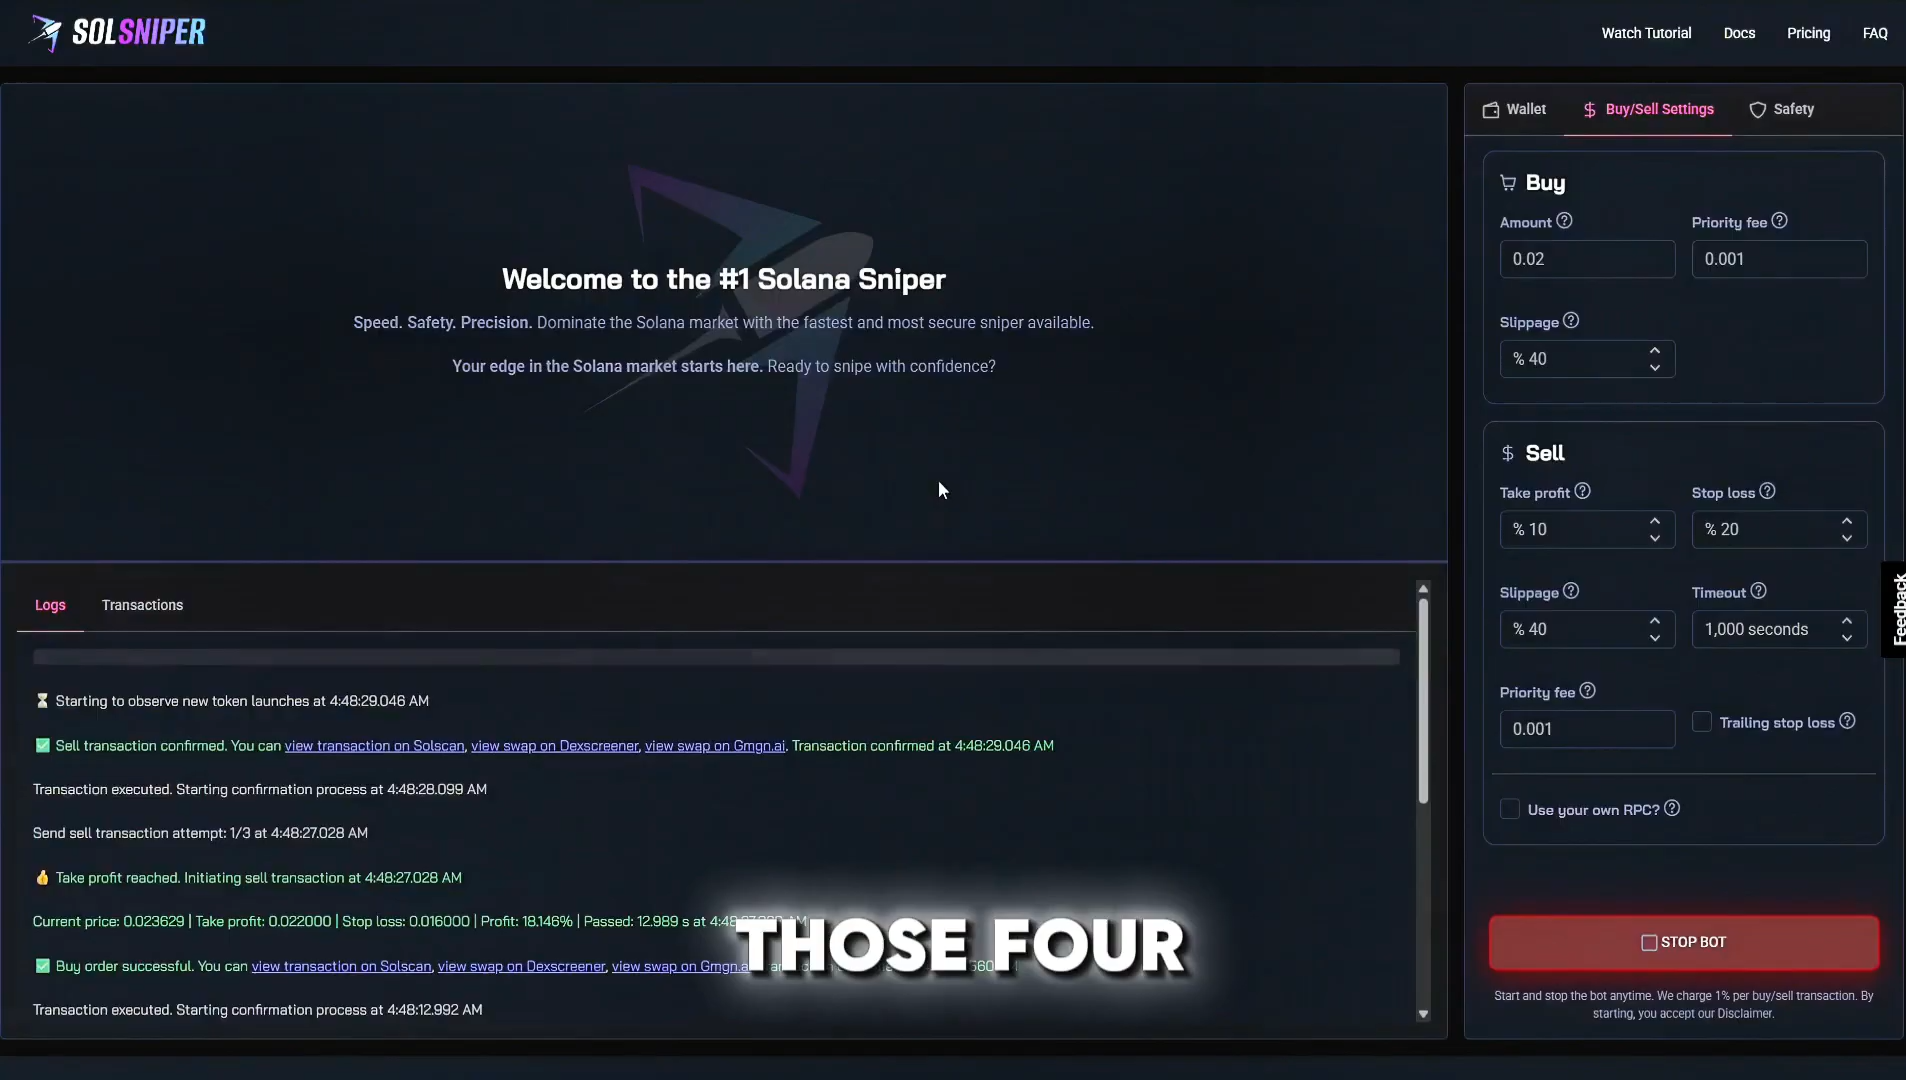 SOLSNIPER
Watch Tutorial
Docs
Pricing
FAQ
Welcome to the #1 Solana Sniper
Speed. Safety. Precision. Dominate the Solana market with the fastest and most secure sniper available.
Your edge in the Solana market starts here. Ready to snipe with confidence?
Logs
Transactions
Starting to observe new token launches at 4:48:29.046 AM
Sell transaction confirmed. You can view transaction on Solscan, view swap on Dexscreener, view swap on Gmgn.ai. Transaction confirmed at 4:48:29.046 AM
Transaction executed. Starting confirmation process at 4:48:28.099 AM
Send sell transaction attempt: 1/3 at 4:48:27.028 AM
Take profit reached. Initiating sell transaction at 4:48:27.028 AM
Current price: 0.023629 | Take profit: 0.022000 | Stop loss: 0.016000 | Profit: 18.146% | Passed: 12.989 s at
Buy order successful. You can view transaction on Solscan, view swap on Dexscreener, view swap on
Transaction executed. Starting confirmation process at 4:48:12.992 AM
THOSE FOUR
Wallet
Buy/Sell Settings
Safety
Buy
Amount
Priority fee
0.02
0.001
Slippage
% 40
Sell
Take profit
Stop loss
% 10
% 20
Slippage
Timeout
% 40
1,000 seconds
Priority fee
0.001
Trailing stop loss
Use your own RPC?
STOP BOT
Start and stop the bot anytime. We charge 1% per buy/sell transaction. By
starting, you accept our Disclaimer.
Feedback